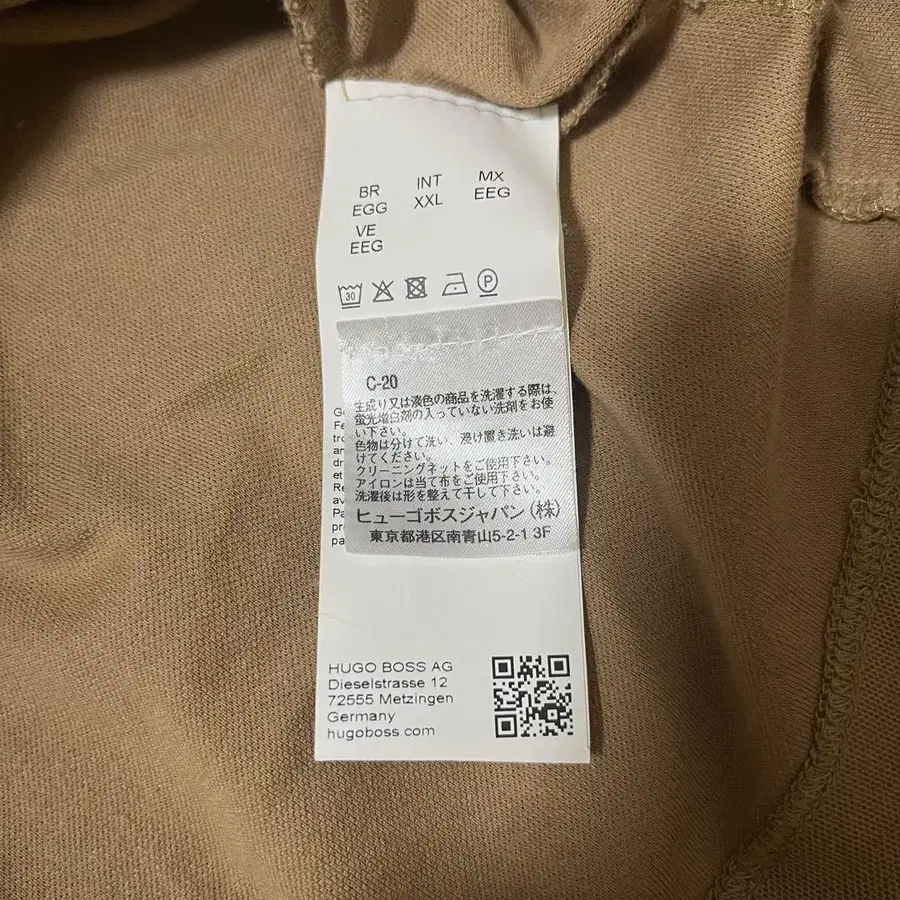 BR INT MX
EGG XXL EEG
VE
EEG
30 P
C-20
生成り又は淡色の商品を洗濯する際は、
蛍光増白剤の入っていない洗剤をお使
い下さい。
色物は分けて洗い、浸け置き洗いは避
けてください。
クリーニングネットをご使用下さい。
アイロンは当て布をご使用下さい。
洗濯後は形を整えて干して下さい。
ヒューゴボスジャパン(株)
東京都港区南青山5-2-1 3F
HUGO BOSS AG
Dieselstrasse 12
72555 Metzingen
Germany
hugoboss.com